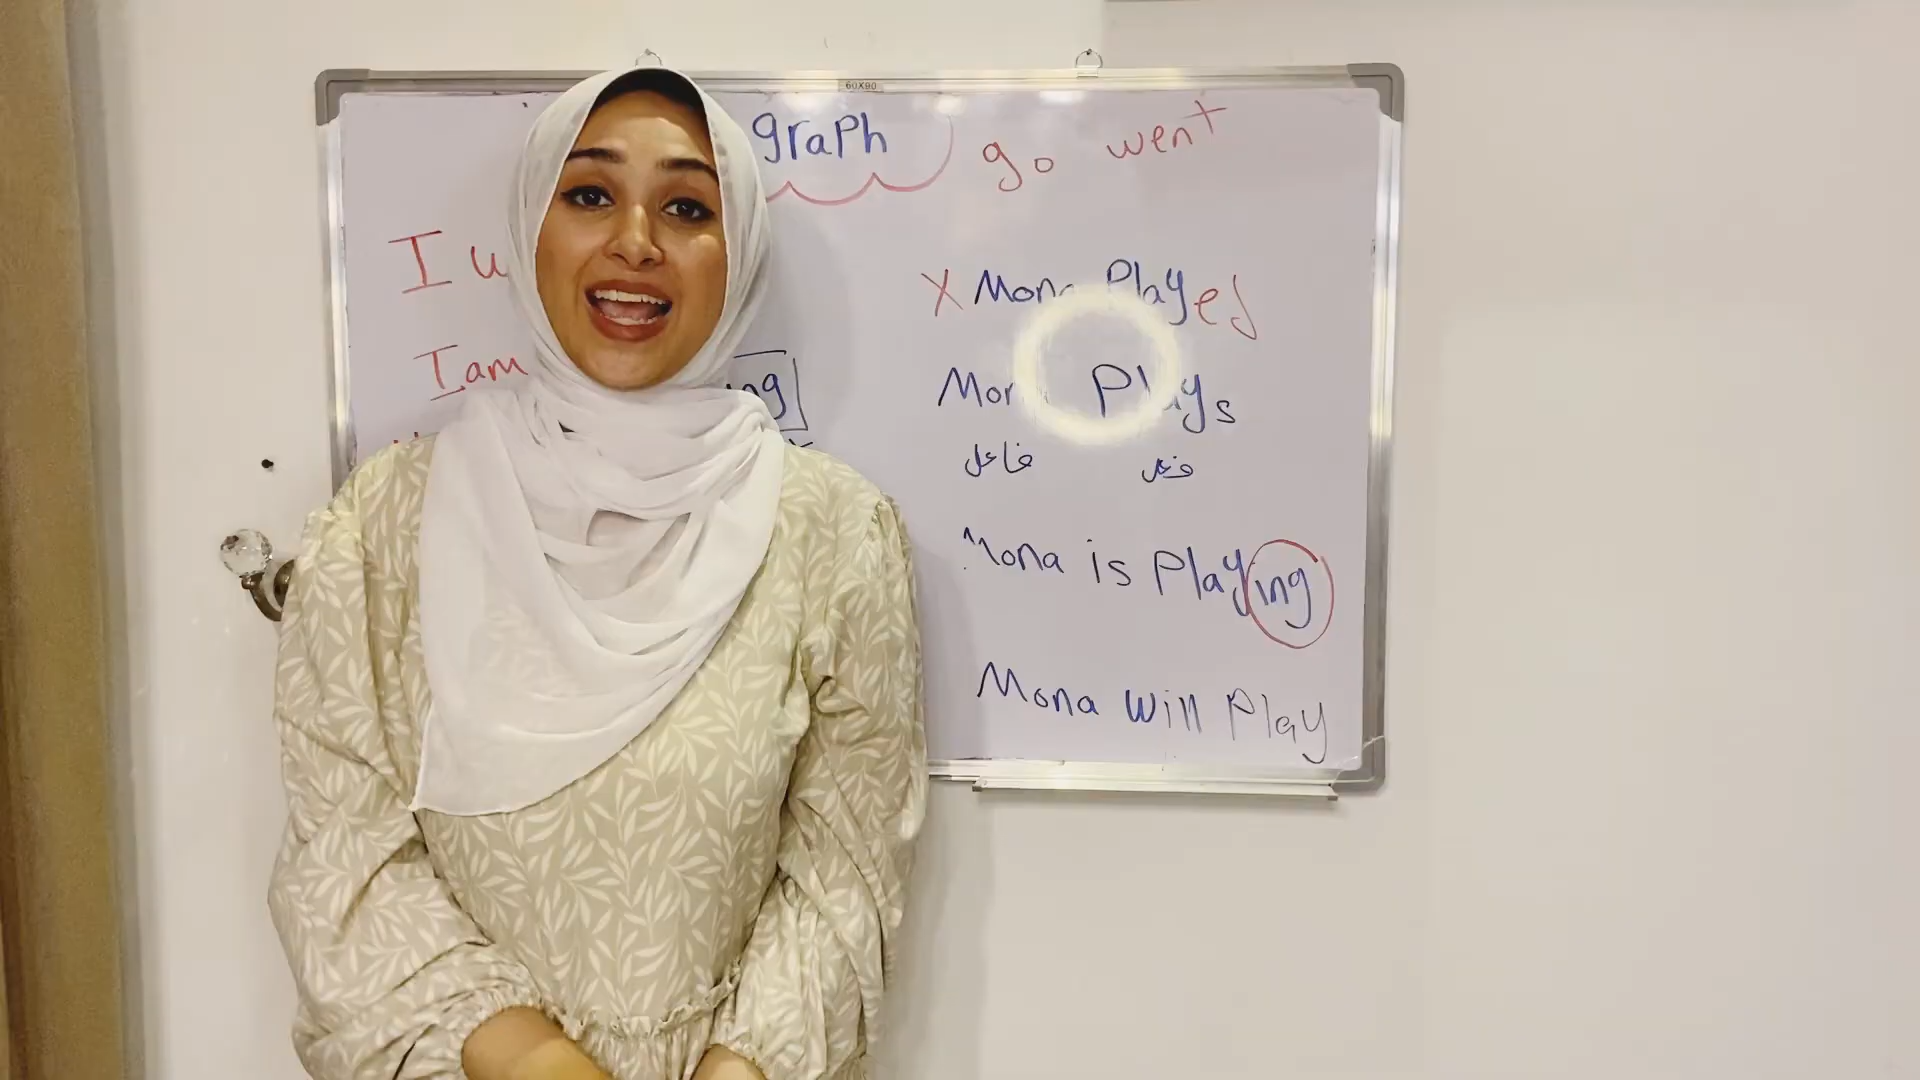 60X90
graph
go went
I
X Mona Played
Mona Plays
فاعل فعل
I am
ing
Mona is Playing
Mona will Play